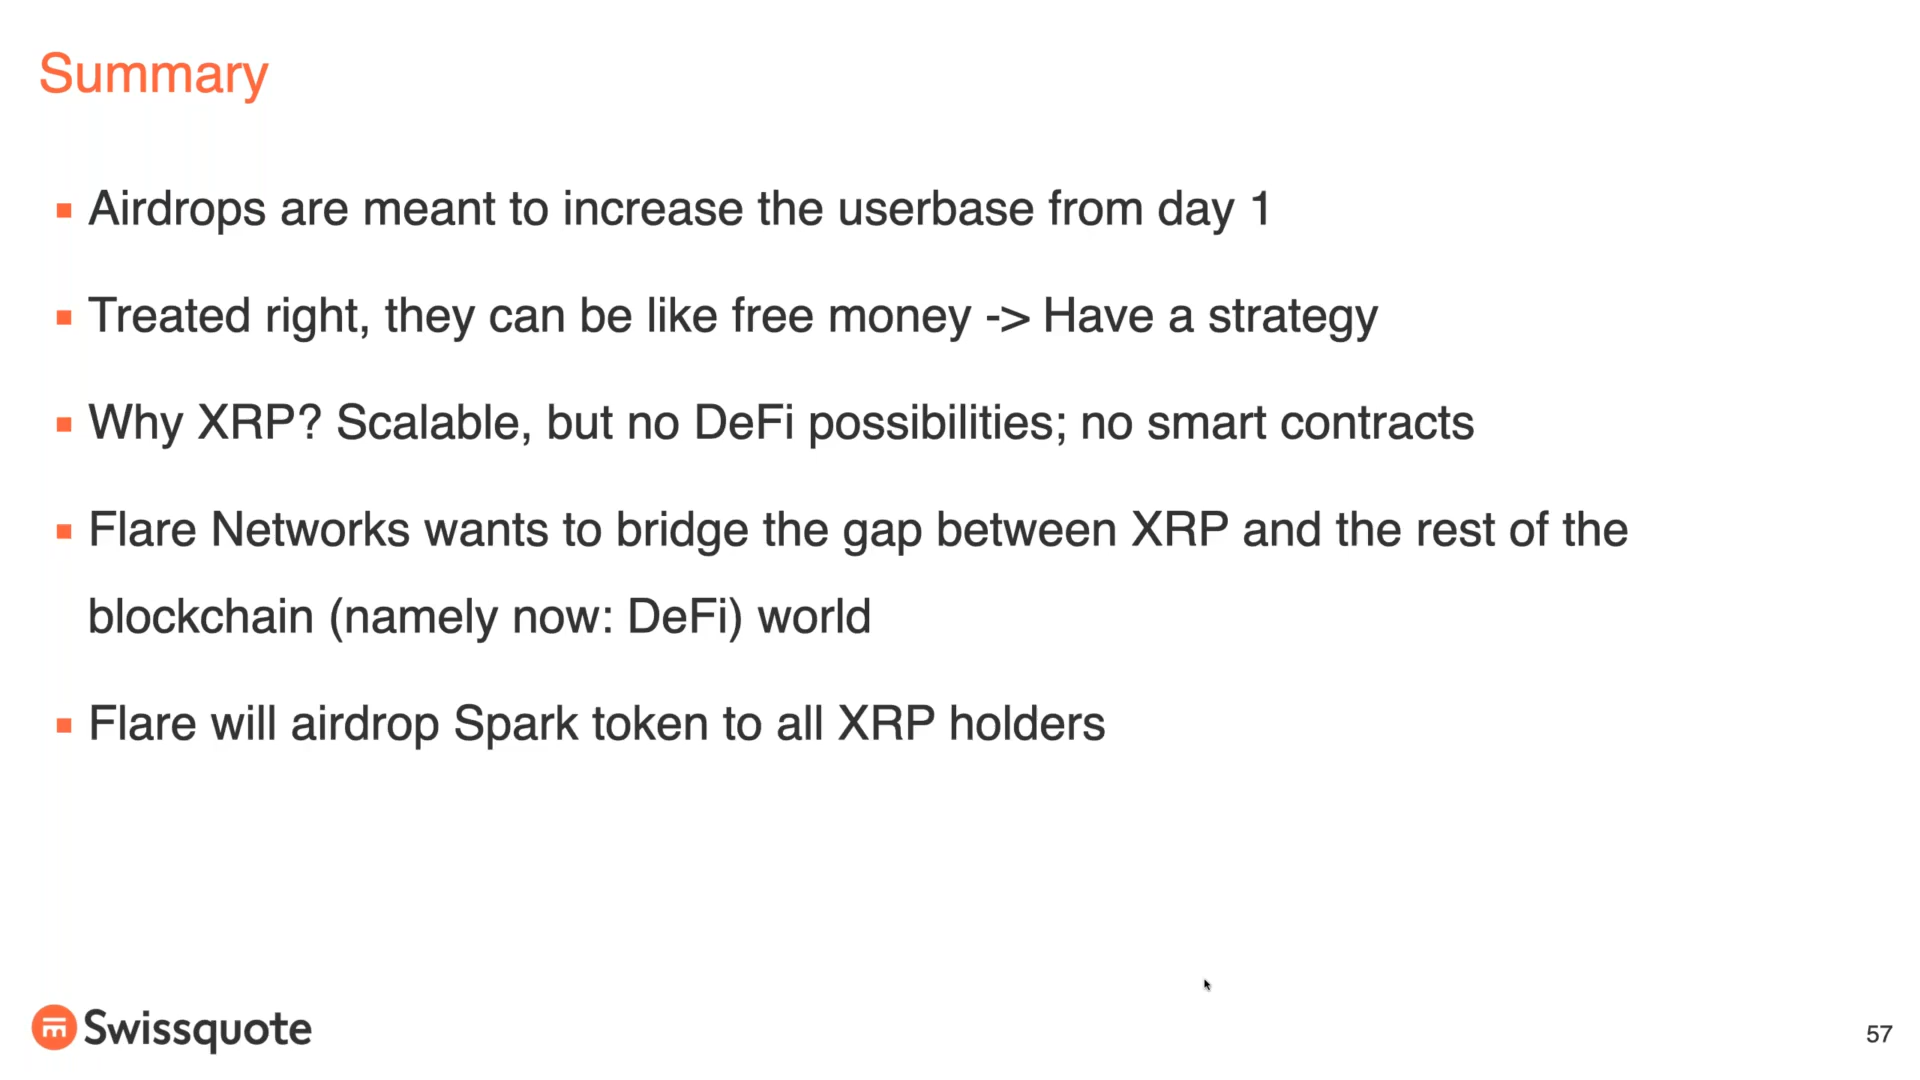 Summary
Airdrops are meant to increase the userbase from day 1
Treated right, they can be like free money -> Have a strategy
Why XRP? Scalable, but no DeFi possibilities; no smart contracts
Flare Networks wants to bridge the gap between XRP and the rest of the
blockchain (namely now: DeFi) world
Flare will airdrop Spark token to all XRP holders
Swissquote
57